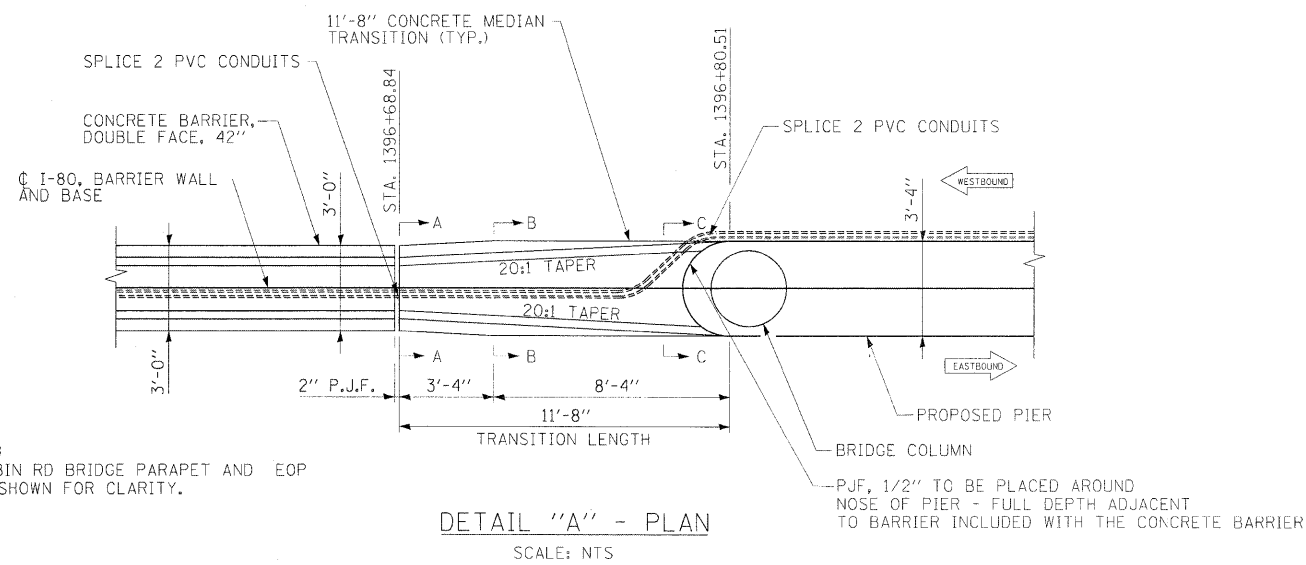 11'-8" CONCRETE MEDIAN
TRANSITION (TYP.)
SPLICE 2 PVC CONDUITS
CONCRETE BARRIER,
DOUBLE FACE, 42"
℄ I-80, BARRIER WALL
AND BASE
3'-0"
3'-0"
STA. 1396+68.84
STA. 1396+80.51
SPLICE 2 PVC CONDUITS
WESTBOUND
3'-4"
A
B
C
20:1 TAPER
20:1 TAPER
A
B
C
EASTBOUND
2" P.J.F.
3'-4"
8'-4"
11'-8"
TRANSITION LENGTH
PROPOSED PIER
BRIDGE COLUMN
PJF, 1/2" TO BE PLACED AROUND
NOSE OF PIER - FULL DEPTH ADJACENT
TO BARRIER INCLUDED WITH THE CONCRETE BARRIER
RD BRIDGE PARAPET AND EOP
SHOWN FOR CLARITY.
DETAIL "A" - PLAN
SCALE: NTS